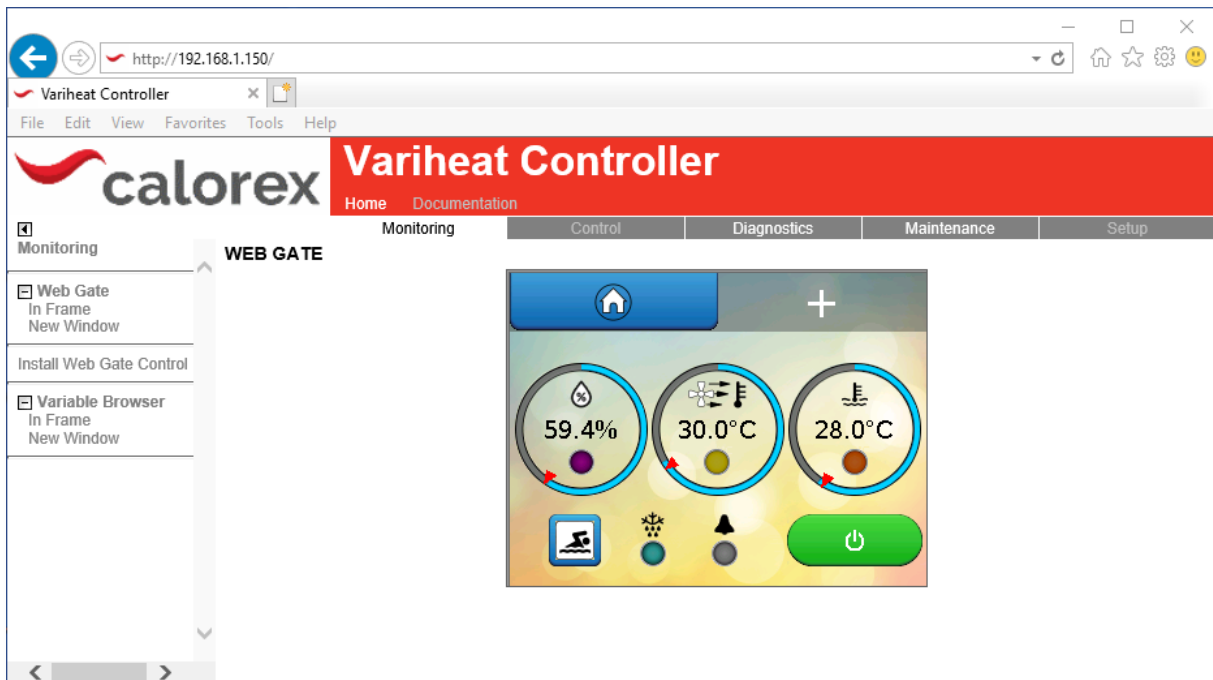 http://192.168.1.150/
Variheat Controller
File Edit View Favorites Tools Help
calorex
Variheat Controller
Home Documentation
Monitoring Control Diagnostics Maintenance Setup
Monitoring
Web Gate
In Frame
New Window
Install Web Gate Control
Variable Browser
In Frame
New Window
WEB GATE
%
59.4% 30.0°C 28.0°C